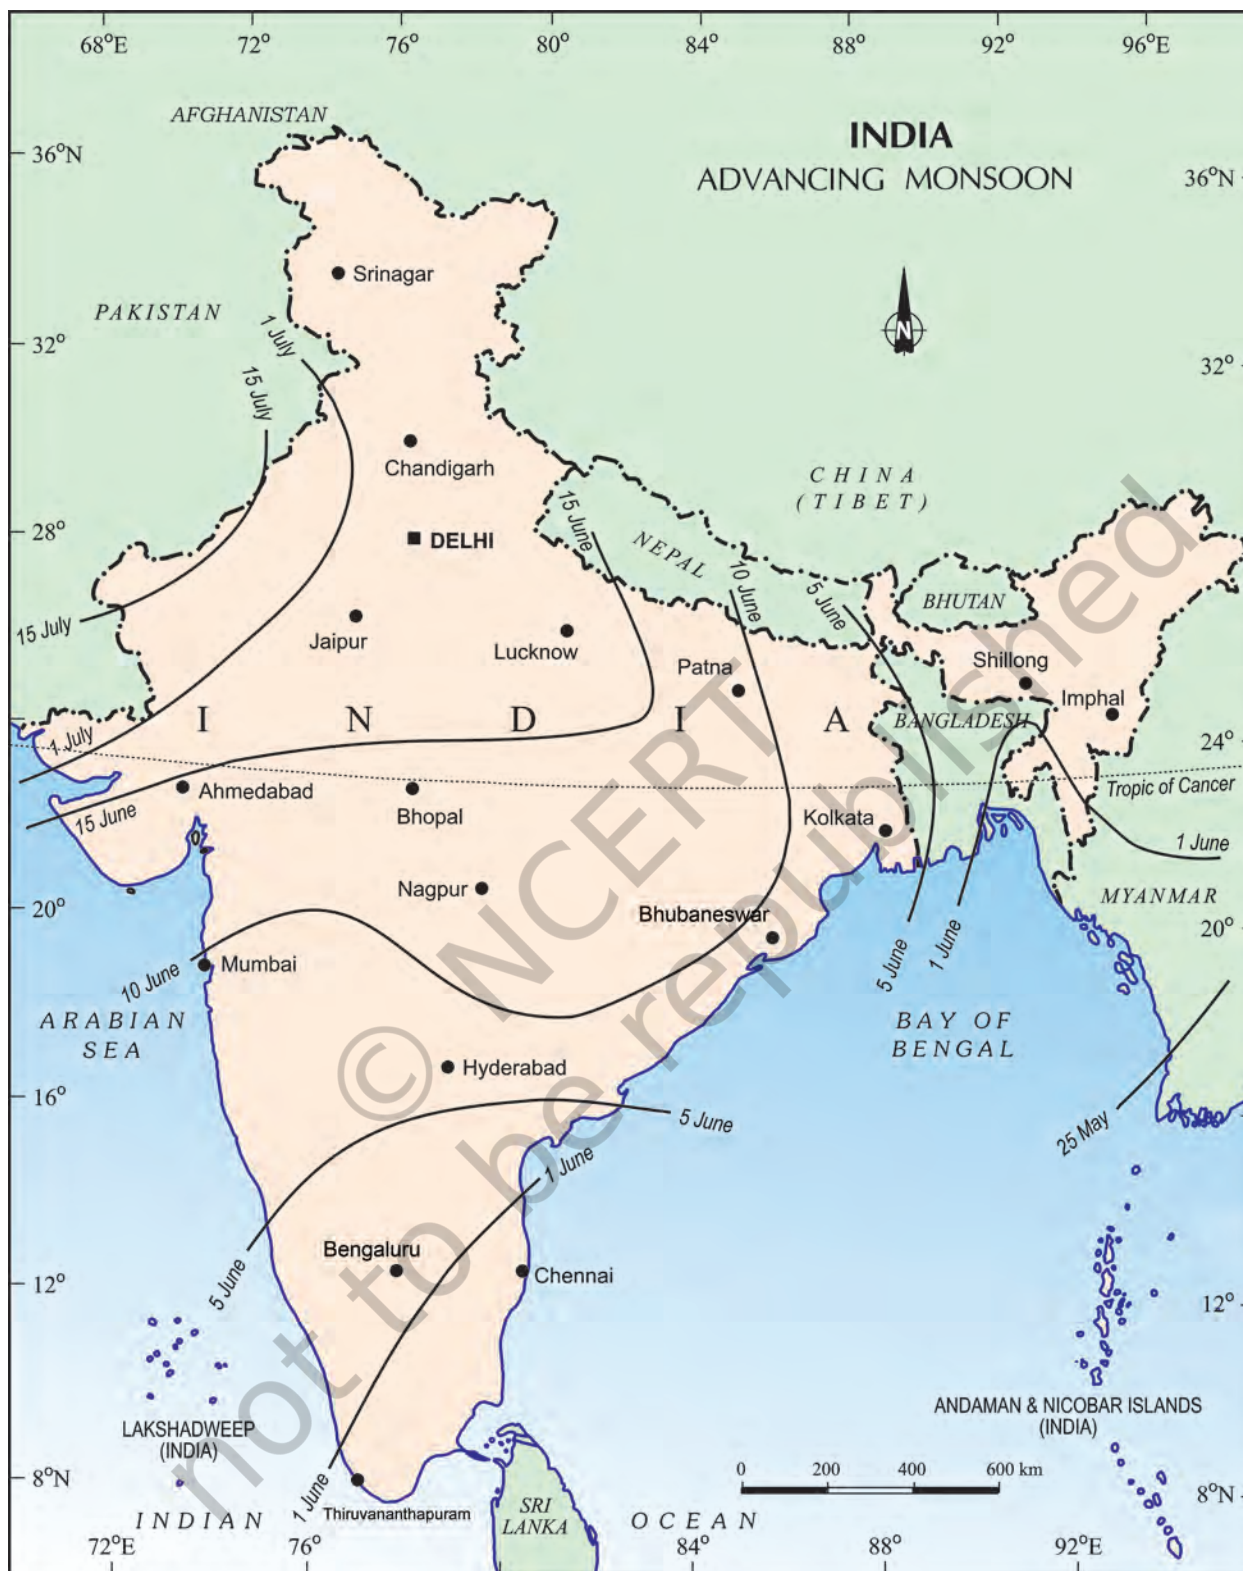 68°E 72° 76° 80° 84° 88° 92° 96°E
AFGHANISTAN
INDIA
ADVANCING MONSOON
36°N
36°N
Srinagar
N
PAKISTAN
1 July
32°
32°
15 July
Chandigarh
CHINA
(TIBET)
15 June
28°
DELHI
NEPAL
10 June
5 June
BHUTAN
15 July
Jaipur
Lucknow
Patna
Shillong
Imphal
I N D I A
BANGLADESH
1 July
24°
Tropic of Cancer
Ahmedabad
15 June
Bhopal
Kolkata
1 June
Nagpur
MYANMAR
20°
Bhubaneswar
20°
10 June
Mumbai
5 June
1 June
ARABIAN
SEA
BAY OF
BENGAL
Hyderabad
16°
5 June
25 May
1 June
Bengaluru
Chennai
5 June
12°
12°
LAKSHADWEEP
(INDIA)
ANDAMAN & NICOBAR ISLANDS
(INDIA)
8°N
1 June
0 200 400 600 km
8°N
Thiruvananthapuram
SRI
LANKA
INDIAN OCEAN
72°E 76° 84° 88° 92°E
© NCERT
not to be republished